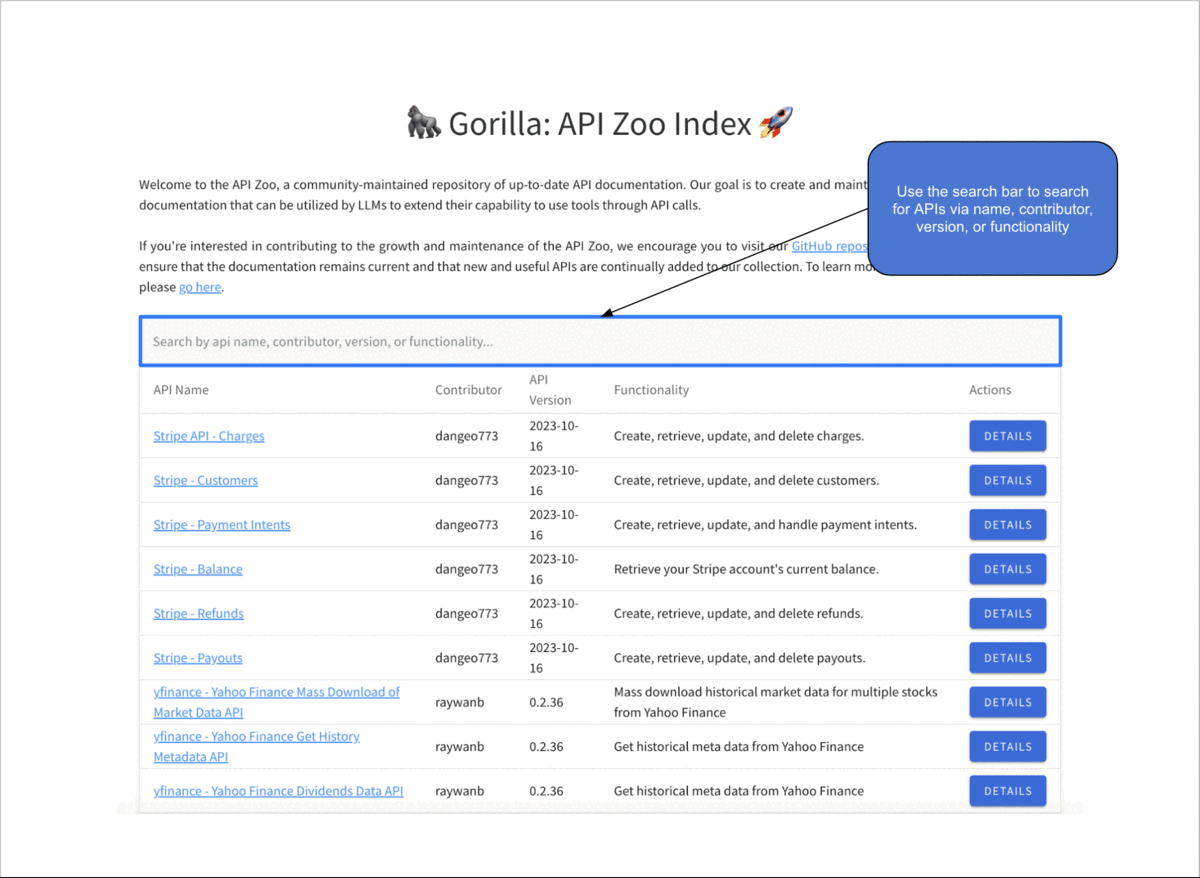 🦍 Gorilla: API Zoo Index 🚀
Welcome to the API Zoo, a community-maintained repository of up-to-date API documentation. Our goal is to create and
documentation that can be utilized by LLMs to extend their capability to use tools through API calls.
Use the search bar to search
for APIs via name, contributor,
version, or functionality
If you're interested in contributing to the growth and maintenance of the API Zoo, we encourage you to visit our GitHub
ensure that the documentation remains current and that new and useful APIs are continually added to our collection. To learn
please go here.
Search by api name, contributor, version, or functionality...
API Name Contributor API Version Functionality Actions
Stripe API - Charges dangeo773 2023-10-16 Create, retrieve, update, and delete charges. DETAILS
Stripe - Customers dangeo773 2023-10-16 Create, retrieve, update, and delete customers. DETAILS
Stripe - Payment Intents dangeo773 2023-10-16 Create, retrieve, update, and handle payment intents. DETAILS
Stripe - Balance dangeo773 2023-10-16 Retrieve your Stripe account's current balance. DETAILS
Stripe - Refunds dangeo773 2023-10-16 Create, retrieve, update, and delete refunds. DETAILS
Stripe - Payouts dangeo773 2023-10-16 Create, retrieve, update, and delete payouts. DETAILS
yfinance - Yahoo Finance Mass Download of Market Data API raywanb 0.2.36 Mass download historical market data for multiple stocks from Yahoo Finance DETAILS
yfinance - Yahoo Finance Get History Metadata API raywanb 0.2.36 Get historical meta data from Yahoo Finance DETAILS
yfinance - Yahoo Finance Dividends Data API raywanb 0.2.36 Get historical meta data from Yahoo Finance DETAILS